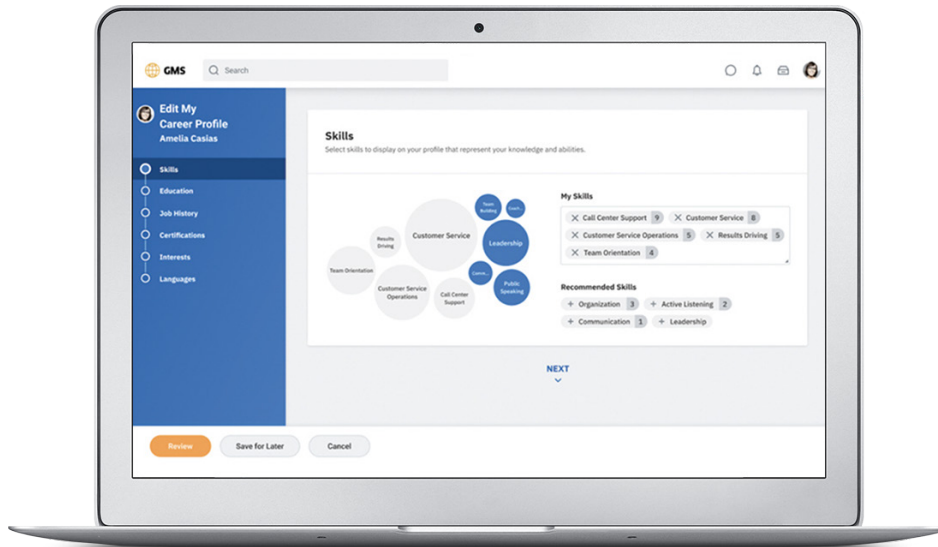 GMS
Search
Edit My
Career Profile
Amelia Casias
Skills
Education
Job History
Certifications
Interests
Languages
Skills
Select skills to display on your profile that represent your knowledge and abilities.
Team
Building
Coach...
Results
Driving
Customer Service
Leadership
Team Orientation
Comm...
Customer Service
Operations
Call Center
Support
Public
Speaking
My Skills
Call Center Support 9
Customer Service 8
Customer Service Operations 5
Results Driving 5
Team Orientation 4
Recommended Skills
+ Organization 3
+ Active Listening 2
+ Communication 1
+ Leadership
NEXT
Review
Save for Later
Cancel